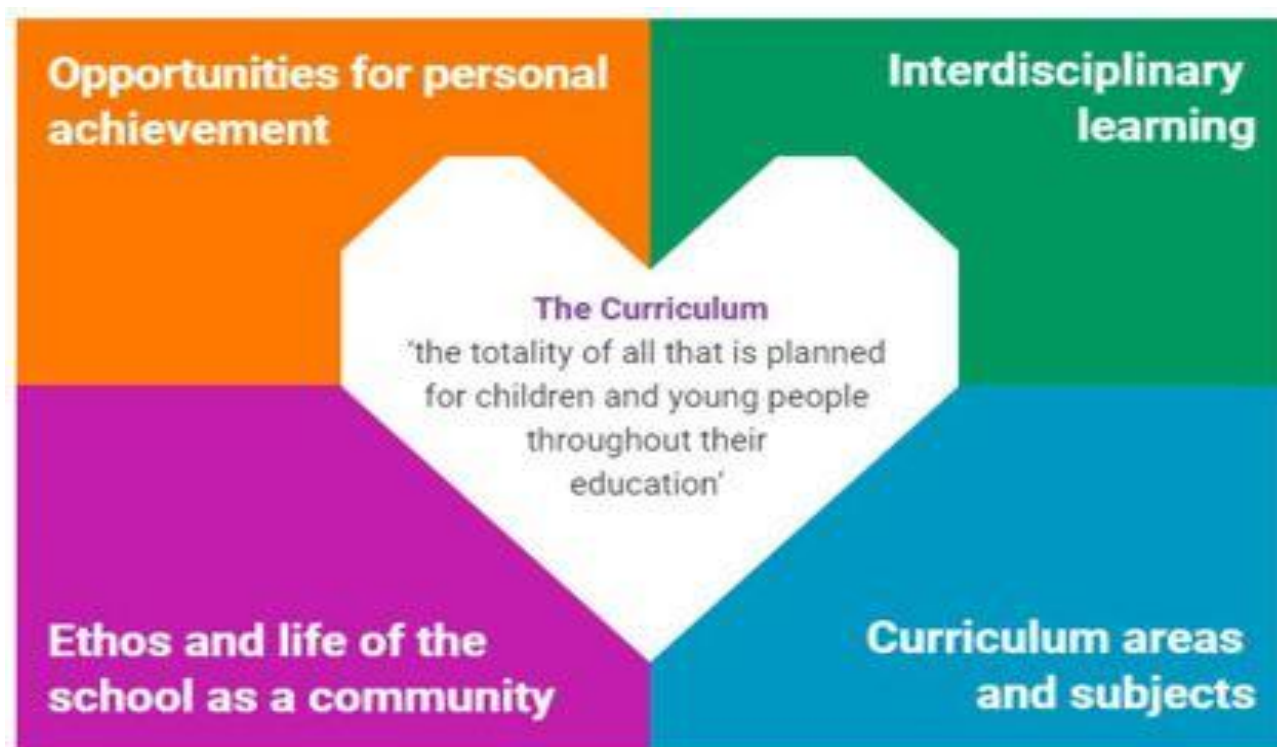 Opportunities for personal
achievement
Interdisciplinary
learning
The Curriculum
'the totality of all that is planned
for children and young people
throughout their
education'
Ethos and life of the
school as a community
Curriculum areas
and subjects